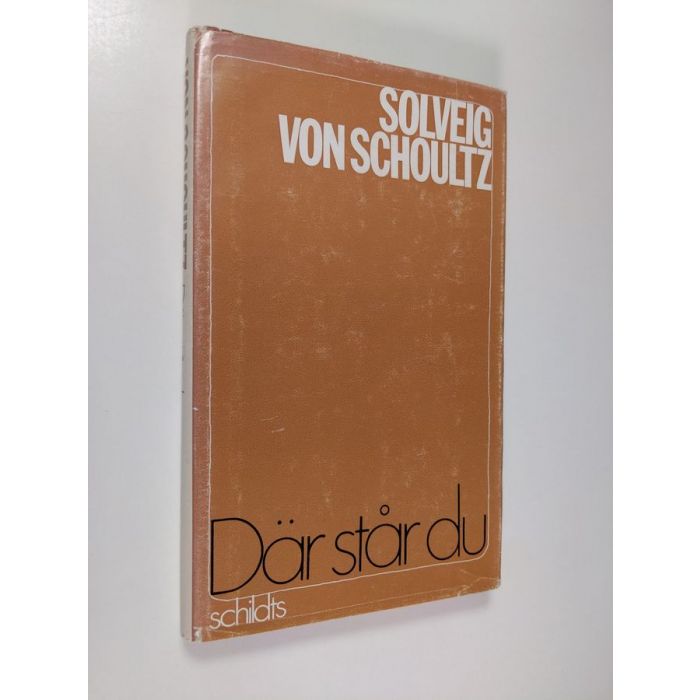 SOLVEIG
VON SCHOULTZ
Där står du
schildts